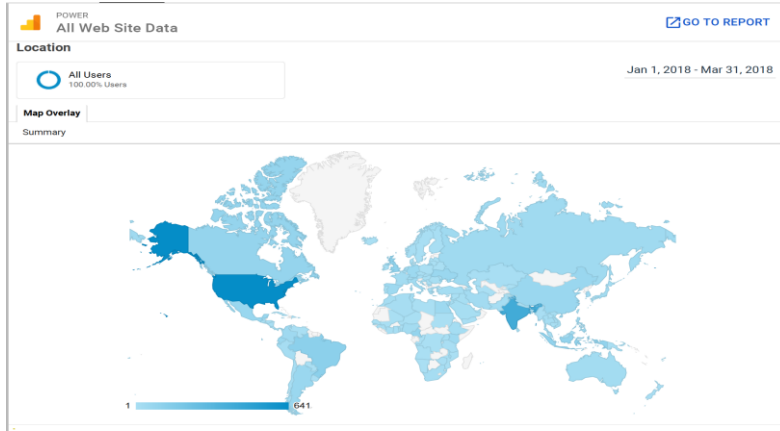 POWER
All Web Site Data
GO TO REPORT
Location
All Users
100.00% Users
Jan 1, 2018 - Mar 31, 2018
Map Overlay
Summary
1
641